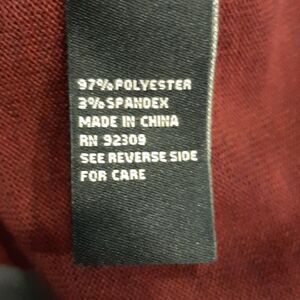 97% POLYESTER
3% SPANDEX
MADE IN CHINA
RN 92309
SEE REVERSE SIDE
FOR CARE